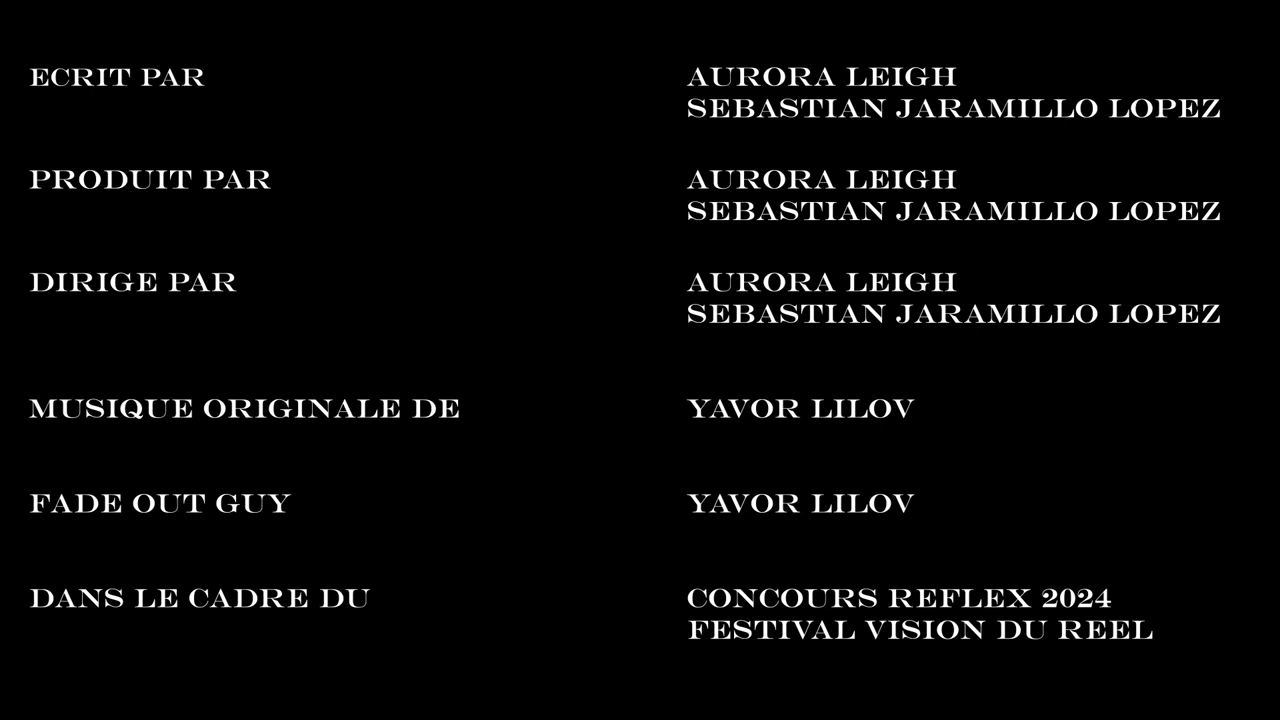 ECRIT PAR
AURORA LEIGH
SEBASTIAN JARAMILLO LOPEZ
PRODUIT PAR
AURORA LEIGH
SEBASTIAN JARAMILLO LOPEZ
DIRIGE PAR
AURORA LEIGH
SEBASTIAN JARAMILLO LOPEZ
MUSIQUE ORIGINALE DE
YAVOR LILOV
FADE OUT GUY
YAVOR LILOV
DANS LE CADRE DU
CONCOURS REFLEX 2024
FESTIVAL VISION DU REEL